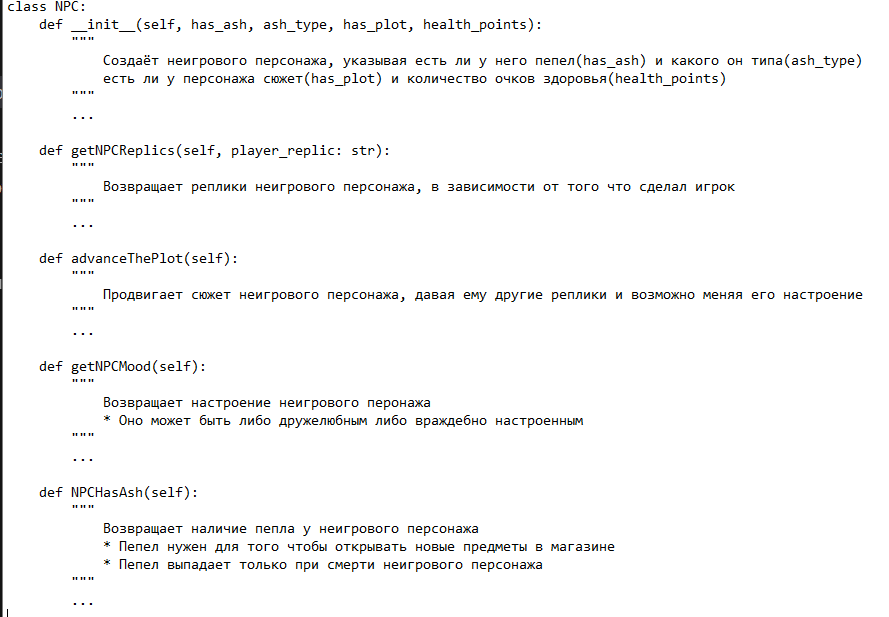 class NPC:
    def __init__(self, has_ash, ash_type, has_plot, health_points):
        """
            Создаёт неигрового персонажа, указывая есть ли у него пепел(has_ash) и какого он типа(ash_type)
            есть ли у персонажа сюжет(has_plot) и количество очков здоровья(health_points)
        """
        ...
    def getNPCReplics(self, player_replic: str):
        """
            Возвращает реплики неигрового персонажа, в зависимости от того что сделал игрок
        """
        ...
    def advanceThePlot(self):
        """
            Продвигает сюжет неигрового персонажа, давая ему другие реплики и возможно меняя его настроение
        """
        ...
    def getNPCMood(self):
        """
            Возвращает настроение неигрового перонажа
            * Оно может быть либо дружелюбным либо враждебно настроенным
        """
        ...
    def NPCHasAsh(self):
        """
            Возвращает наличие пепла у неигрового персонажа
            * Пепел нужен для того чтобы открывать новые предметы в магазине
            * Пепел выпадает только при смерти неигрового персонажа
        """
        ...